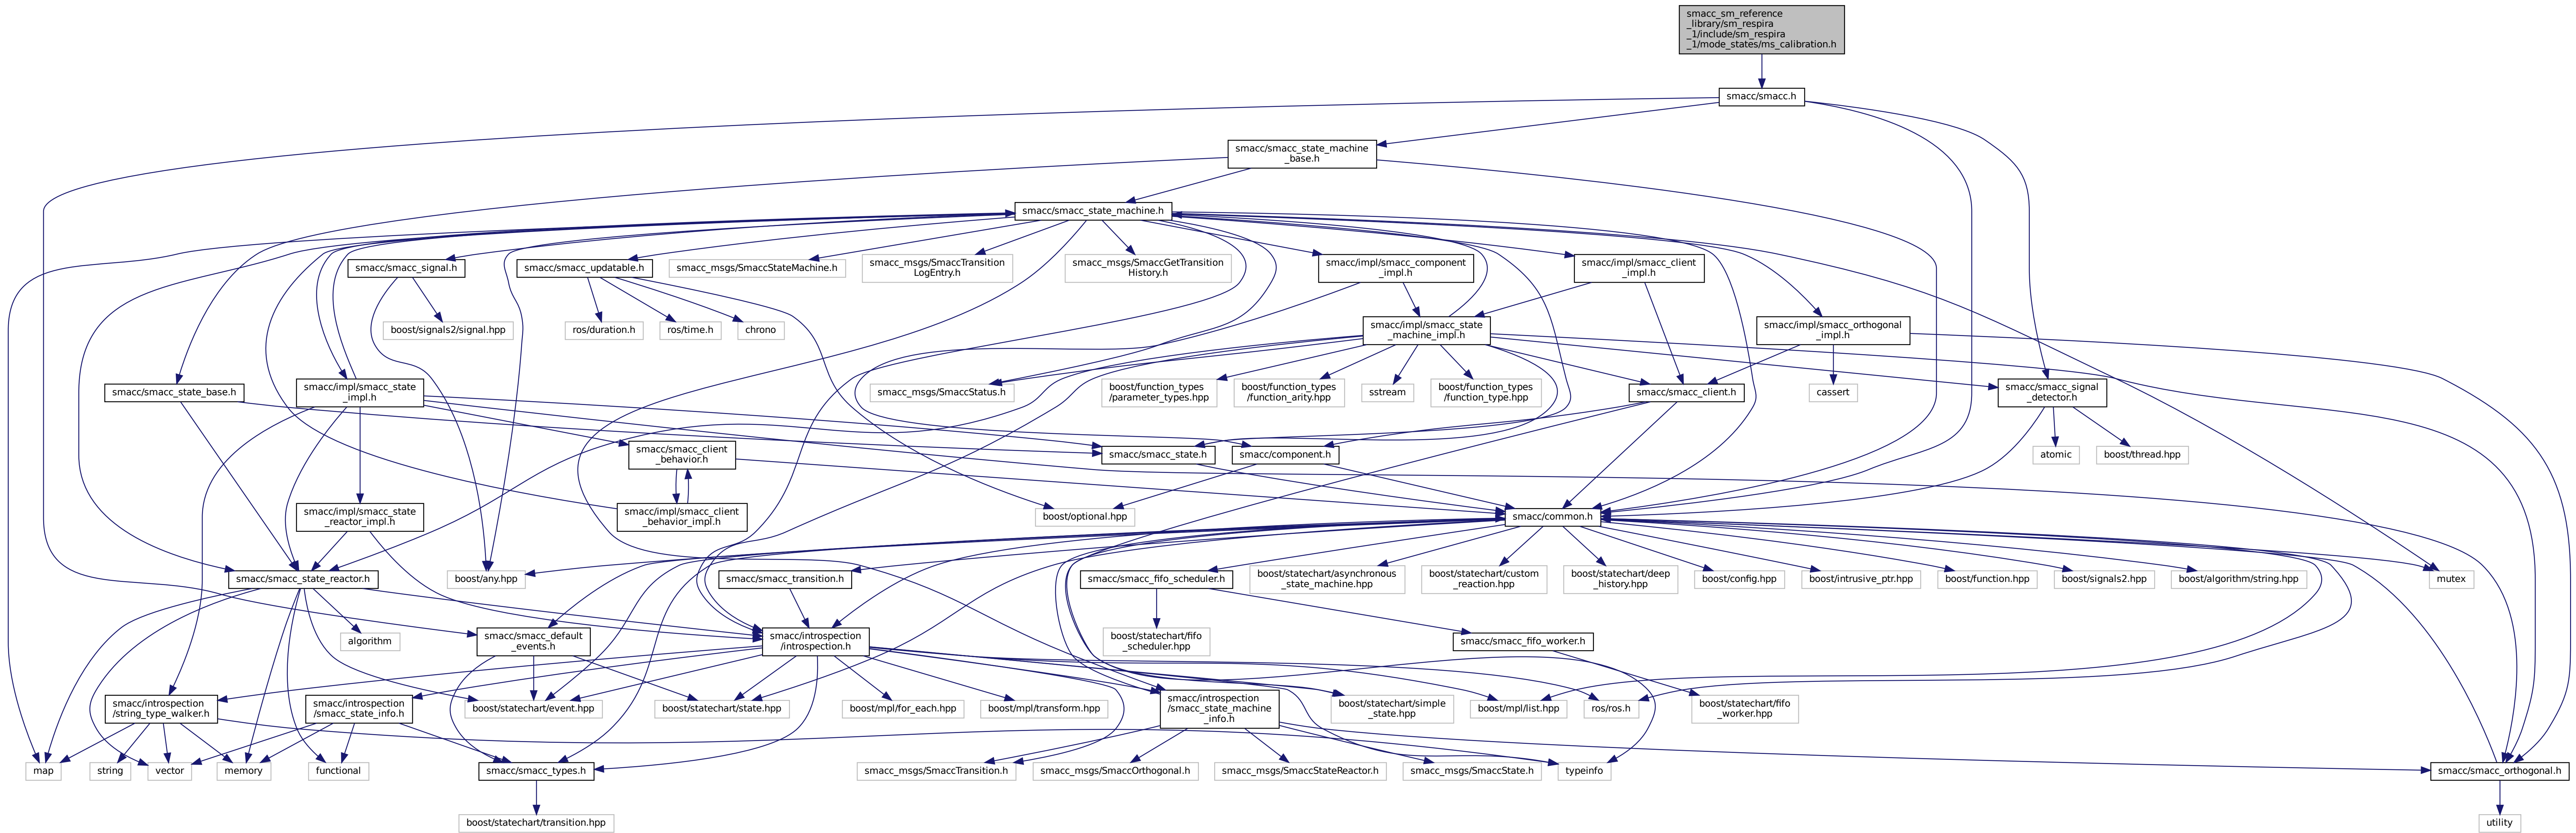 smacc_sm_reference
_library/sm_respira
_1/include/sm_respira
_1/mode_states/ms_calibration.h
smacc/smacc.h
smacc/smacc_state_machine
_base.h
smacc/smacc_state_machine.h
smacc/smacc_signal.h
smacc/smacc_updatable.h
smacc_msgs/SmaccStateMachine.h
smacc_msgs/SmaccTransition
LogEntry.h
smacc_msgs/SmaccGetTransition
History.h
smacc/impl/smacc_component
_impl.h
smacc/impl/smacc_client
_impl.h
boost/signals2/signal.hpp
ros/duration.h
ros/time.h
chrono
smacc/impl/smacc_state
_machine_impl.h
smacc/impl/smacc_orthogonal
_impl.h
smacc/smacc_state_base.h
smacc/impl/smacc_state
_impl.h
smacc_msgs/SmaccStatus.h
boost/function_types
/parameter_types.hpp
boost/function_types
/function_arity.hpp
sstream
boost/function_types
/function_type.hpp
smacc/smacc_client.h
cassert
smacc/smacc_signal
_detector.h
smacc/smacc_client
_behavior.h
smacc/smacc_state.h
smacc/component.h
atomic
boost/thread.hpp
smacc/impl/smacc_state
_reactor_impl.h
smacc/impl/smacc_client
_behavior_impl.h
boost/optional.hpp
smacc/common.h
smacc/smacc_state_reactor.h
boost/any.hpp
smacc/smacc_transition.h
smacc/smacc_fifo_scheduler.h
boost/statechart/asynchronous
_state_machine.hpp
boost/statechart/custom
_reaction.hpp
boost/statechart/deep
_history.hpp
boost/config.hpp
boost/intrusive_ptr.hpp
boost/function.hpp
boost/signals2.hpp
boost/algorithm/string.hpp
mutex
algorithm
smacc/smacc_default
_events.h
smacc/introspection
/introspection.h
boost/statechart/fifo
_scheduler.hpp
smacc/smacc_fifo_worker.h
smacc/introspection
/string_type_walker.h
smacc/introspection
/smacc_state_info.h
boost/statechart/event.hpp
boost/statechart/state.hpp
boost/mpl/for_each.hpp
boost/mpl/transform.hpp
smacc/introspection
/smacc_state_machine
_info.h
boost/statechart/simple
_state.hpp
boost/mpl/list.hpp
ros/ros.h
boost/statechart/fifo
_worker.hpp
map
string
vector
memory
functional
smacc/smacc_types.h
smacc_msgs/SmaccTransition.h
smacc_msgs/SmaccOrthogonal.h
smacc_msgs/SmaccStateReactor.h
smacc_msgs/SmaccState.h
typeinfo
smacc/smacc_orthogonal.h
boost/statechart/transition.hpp
utility